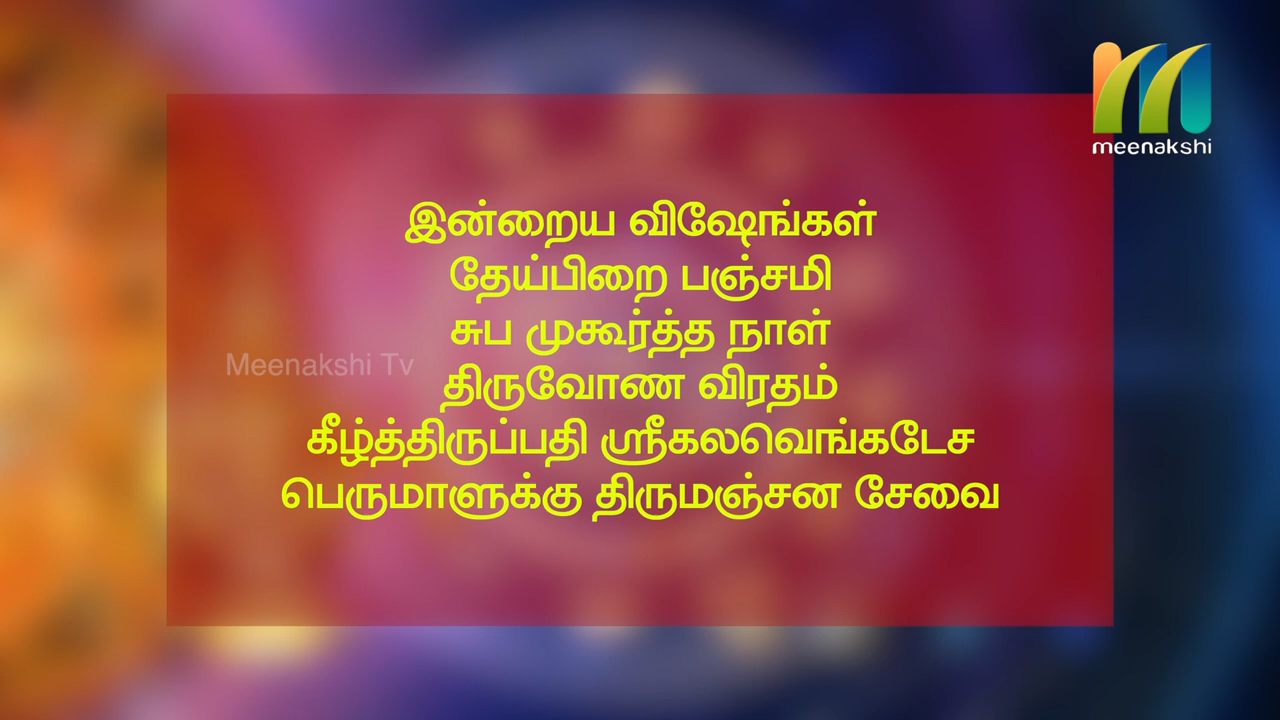 meenakshi
இன்றைய விஷேங்கள்
தேய்பிறை பஞ்சமி
சுப முகூர்த்த நாள்
Meenakshi Tv
திருவோண விரதம்
கீழ்த்திருப்பதி ஸ்ரீகலவெங்கடேச
பெருமாளுக்கு திருமஞ்சன சேவை